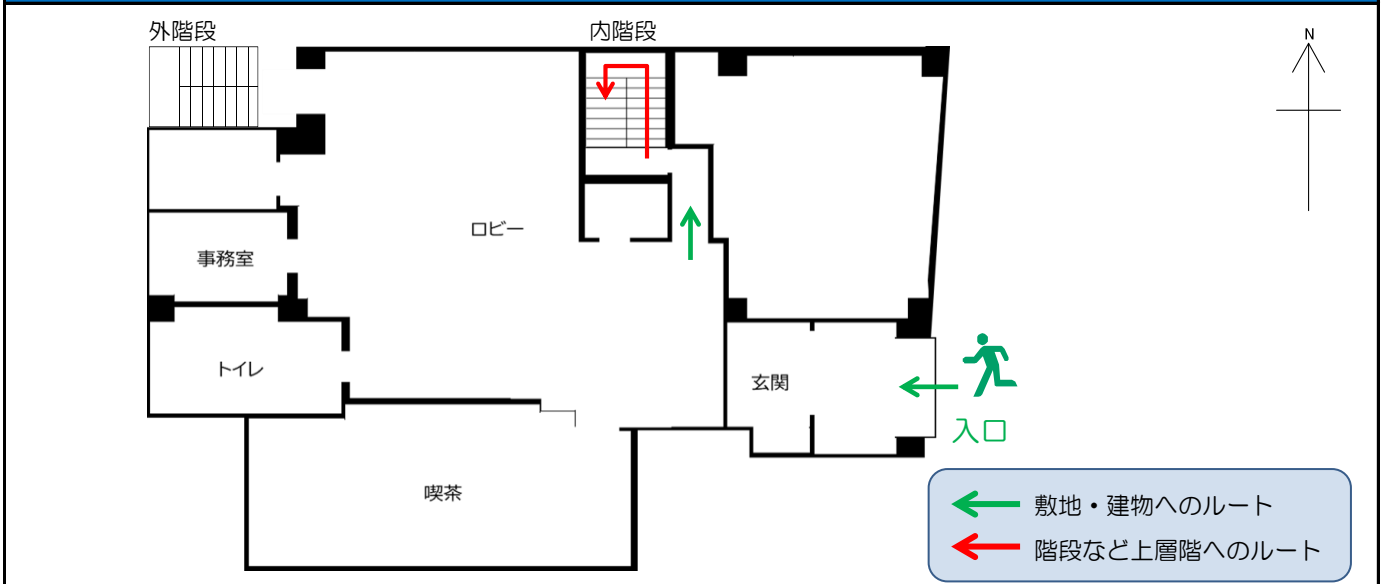 外階段
内階段
N
ロビー
事務室
トイレ
玄関
入口
喫茶
敷地・建物へのルート
階段など上層階へのルート